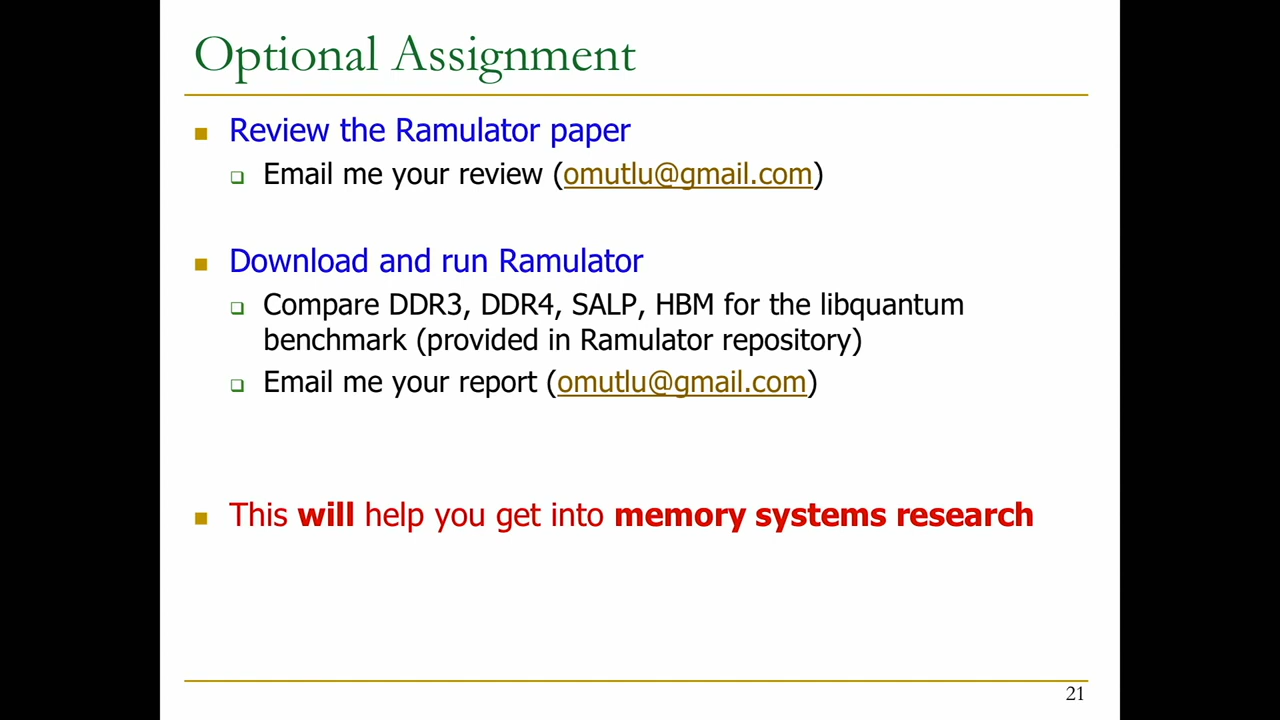 Optional Assignment
Review the Ramulator paper
Email me your review (omutlu@gmail.com)
Download and run Ramulator
Compare DDR3, DDR4, SALP, HBM for the libquantum
benchmark (provided in Ramulator repository)
Email me your report (omutlu@gmail.com)
This will help you get into memory systems research
21